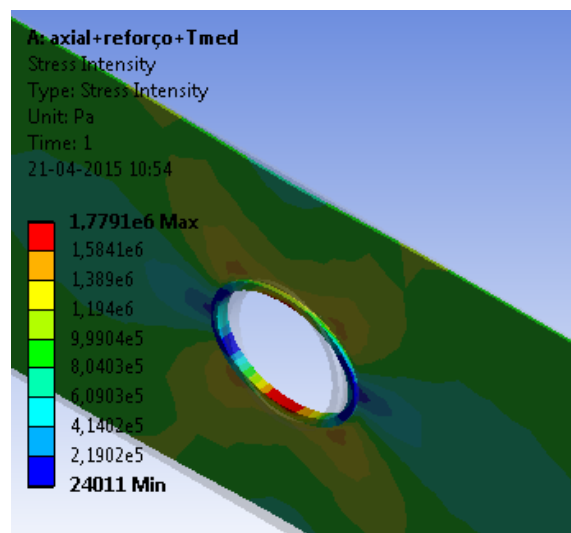 A: axial+reforço+Tmed
Stress Intensity
Type: Stress Intensity
Unit: Pa
Time: 1
21-04-2015 10:54
1,7791e6 Max
1,5841e6
1,389e6
1,194e6
9,9904e5
8,0403e5
6,0903e5
4,1402e5
2,1902e5
24011 Min